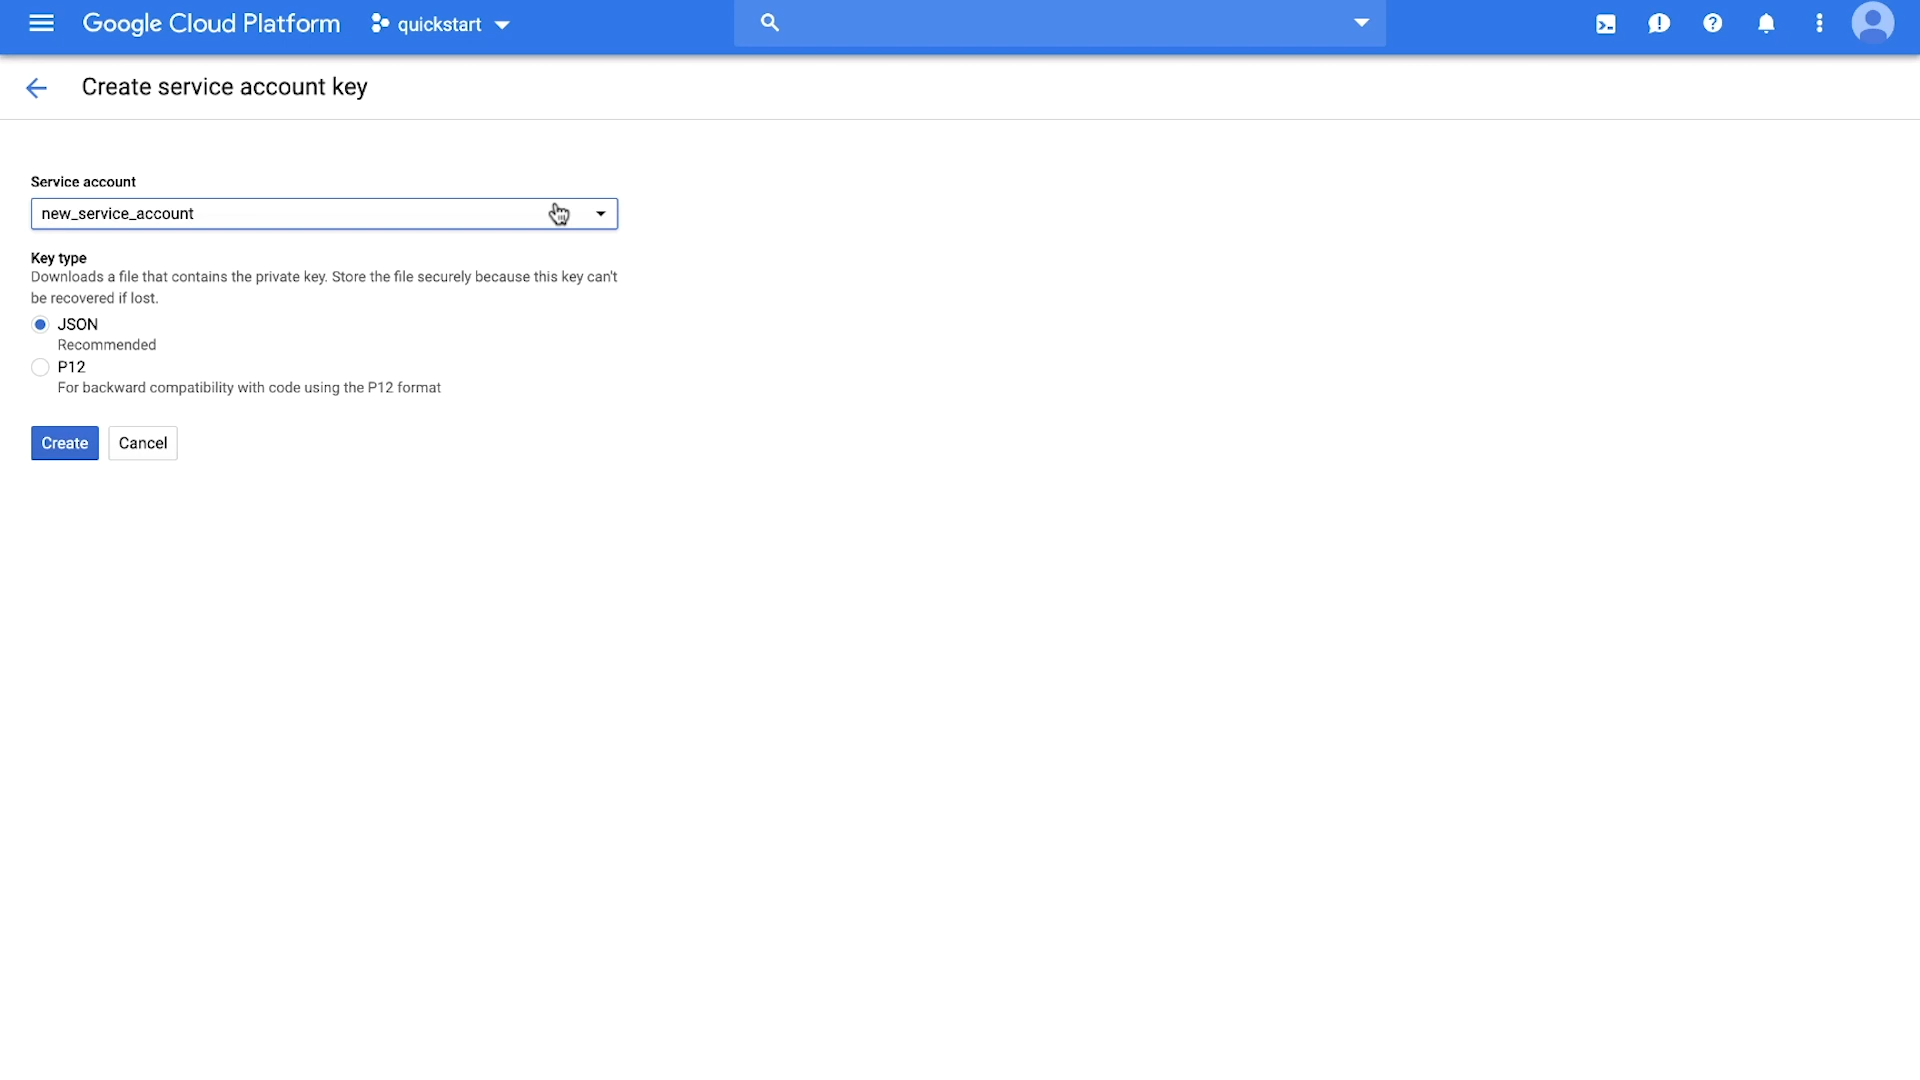 Google Cloud Platform
quickstart
Create service account key
Service account
new_service_account
Key type
Downloads a file that contains the private key. Store the file securely because this key can't
be recovered if lost.
JSON
Recommended
P12
For backward compatibility with code using the P12 format
Create
Cancel